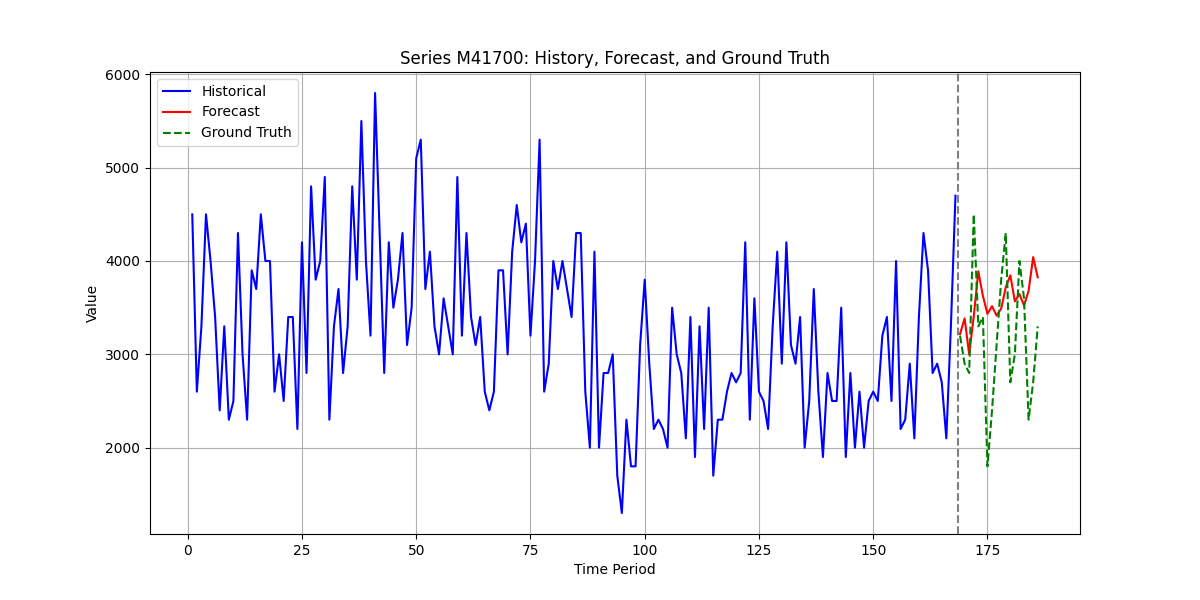 Series M41700: History, Forecast, and Ground Truth
Historical
Forecast
Ground Truth
6000
5000
4000
3000
2000
Value
0 25 50 75 100 125 150 175
Time Period